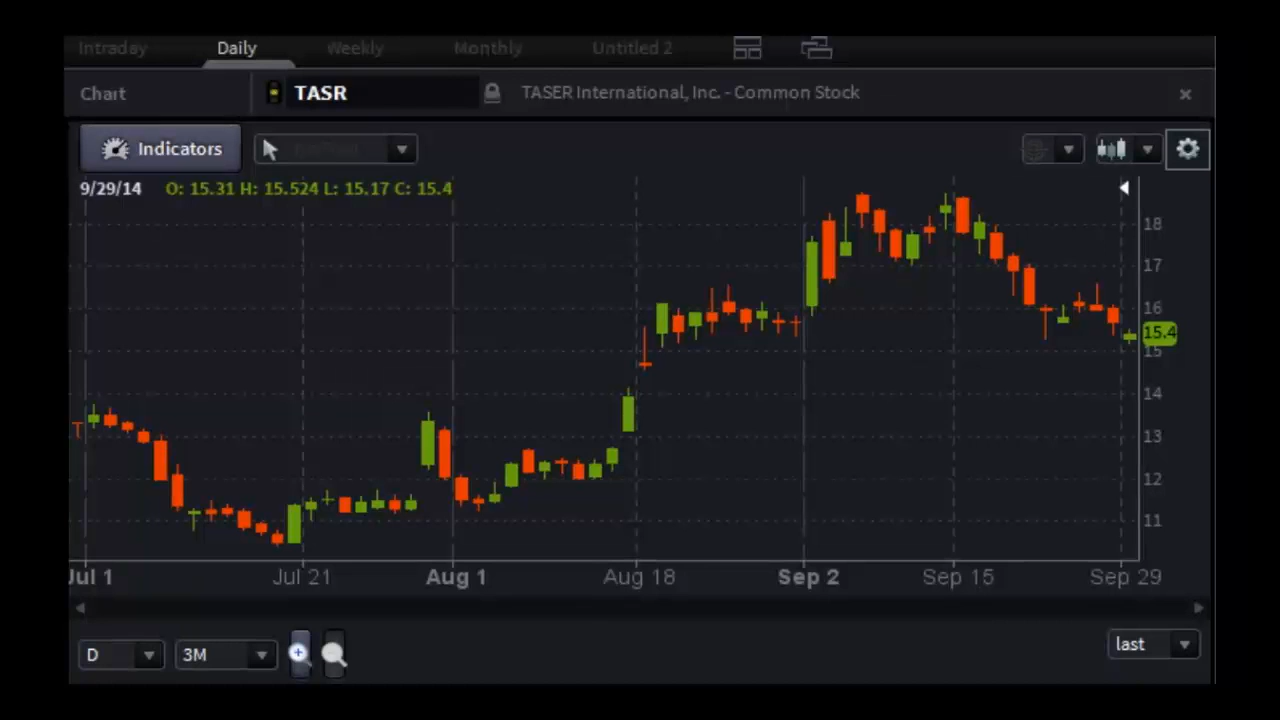 Intraday Daily Weekly Monthly Untitled 2
Chart TASR TASER International, Inc. - Common Stock ×
Indicators
9/29/14 O: 15.31 H: 15.524 L: 15.17 C: 15.4
18
17
16
15.4
15
14
13
12
11
Jul 1 Jul 21 Aug 1 Aug 18 Sep 2 Sep 15 Sep 29
D 3M last